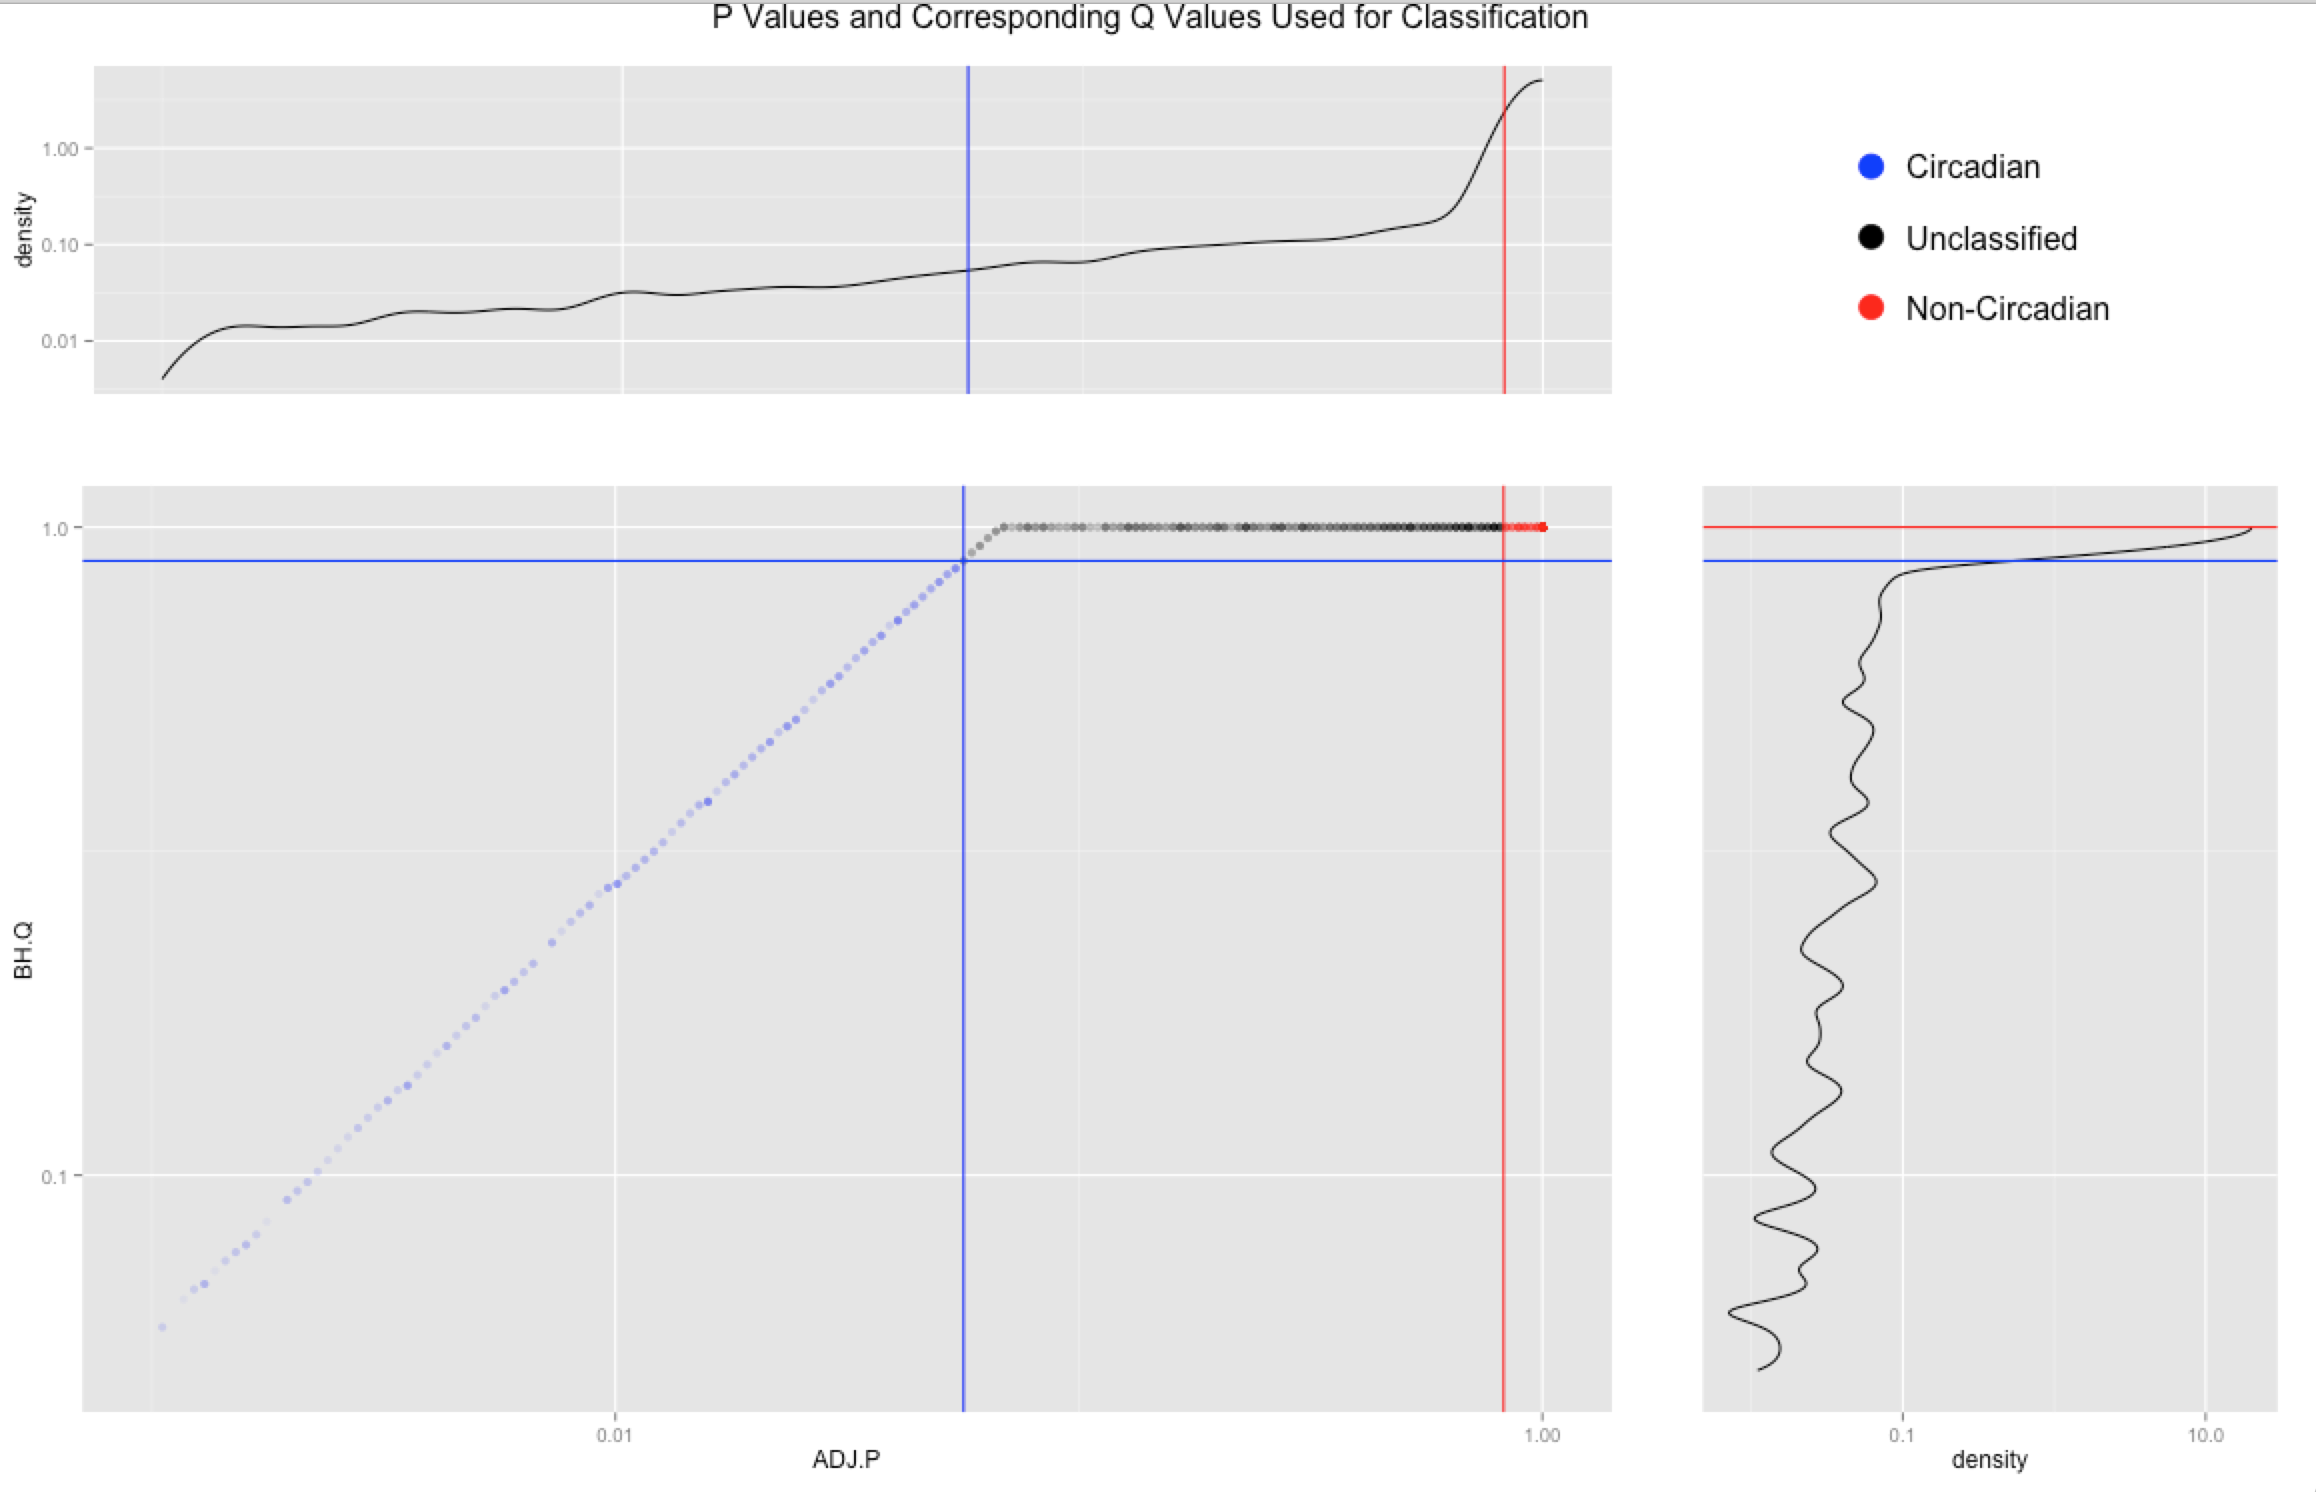 P Values and Corresponding Q Values Used for Classification
density
1.00
0.10
0.01
Circadian
Unclassified
Non-Circadian
BH.Q
1.0
0.1
0.01
1.00
ADJ.P
0.1
10.0
density